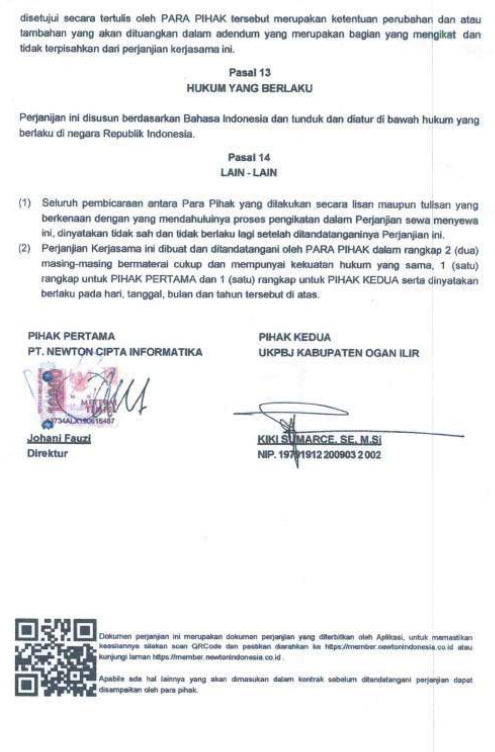 disetujui secara tertulis oleh PARA PIHAK tersebut merupakan ketentuan perubahan dan atau
tambahan yang akan dituangkan dalam adendum yang merupakan bagian yang mengikat dan
tidak terpisahkan dari perjanjian kerjasama ini.
Pasal 13
HUKUM YANG BERLAKU
Perjanijan ini disusun berdasarkan Bahasa Indonesia dan tunduk dan diatur di bawah hukum yang
berlaku di negara Republik Indonesia.
Pasal 14
LAIN - LAIN
(1) Seluruh pembicaraan antara Para Pihak yang dilakukan secara lisan maupun tulisan yang
berkenaan dengan yang mendahuluinya proses pengikatan dalam Perjanjian sewa menyewa
ini, dinyatakan tidak sah dan tidak berlaku lagi setelah ditandatanganinya Perjanjian ini.
(2) Perjanjian Kerjasama ini dibuat dan ditandatangani oleh PARA PIHAK dalam rangkap 2 (dua)
masing-masing bermaterai cukup dan mempunyai kekuatan hukum yang sama, 1 (satu)
rangkap untuk PIHAK PERTAMA dan 1 (satu) rangkap untuk PIHAK KEDUA serta dinyatakan
berlaku pada hari, tanggal, bulan dan tahun tersebut di atas.
PIHAK PERTAMA
PT. NEWTON CIPTA INFORMATIKA
PIHAK KEDUA
UKPBJ KABUPATEN OGAN ILIR
10000
Johani Fauzi
Direktur
KIKI SUMARCE, SE, M.Si
NIP. 19791912 200903 2 002
Dokumen perjanjian ini merupakan dokumen perjanjian yang diterbitkan oleh Aplikasi, untuk memastikan
keasliannya silakan scan QRCode dan pastikan diarahkan ke https://member.newtonindonesia.co.id atau
kunjungi laman https://member.newtonindonesia.co.id .
Apabila ada hal lainnya yang akan dimasukan dalam kontrak sebelum ditandatangani perjanjian dapat
disampaikan oleh para pihak.